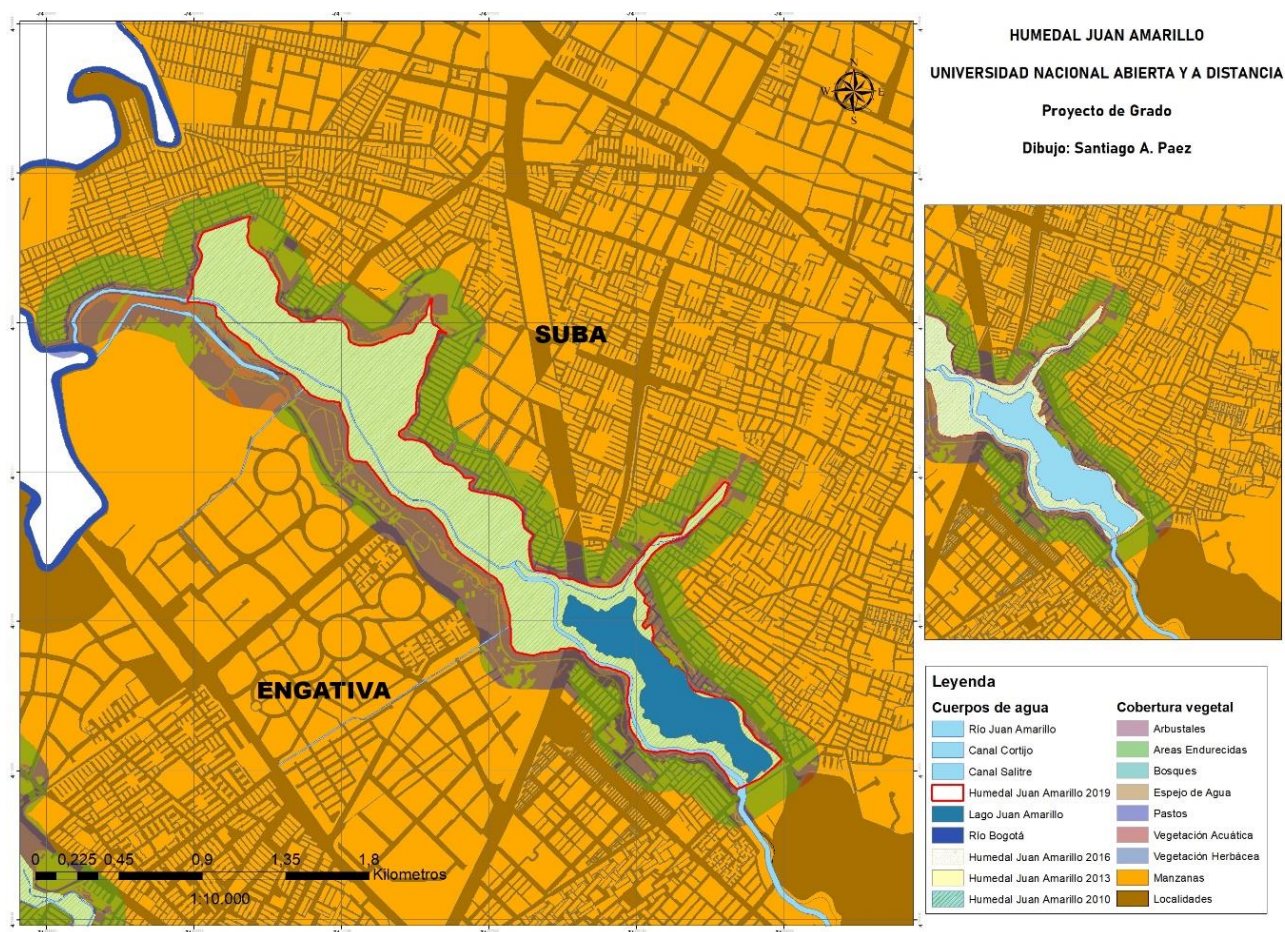 HUMEDAL JUAN AMARILLO
UNIVERSIDAD NACIONAL ABIERTA Y A DISTANCIA
Proyecto de Grado
Dibujo: Santiago A. Paez
N
W E
S
SUBA
ENGATIVA
0 0,225 0,45 0,9 1,35 1,8
Kilometros
1:10.000
Leyenda
Cuerpos de agua
Río Juan Amarillo
Canal Cortijo
Canal Salitre
Humedal Juan Amarillo 2019
Lago Juan Amarillo
Río Bogotá
Humedal Juan Amarillo 2016
Humedal Juan Amarillo 2013
Humedal Juan Amarillo 2010
Cobertura vegetal
Arbustales
Areas Endurecidas
Bosques
Espejo de Agua
Pastos
Vegetación Acuática
Vegetación Herbácea
Manzanas
Localidades